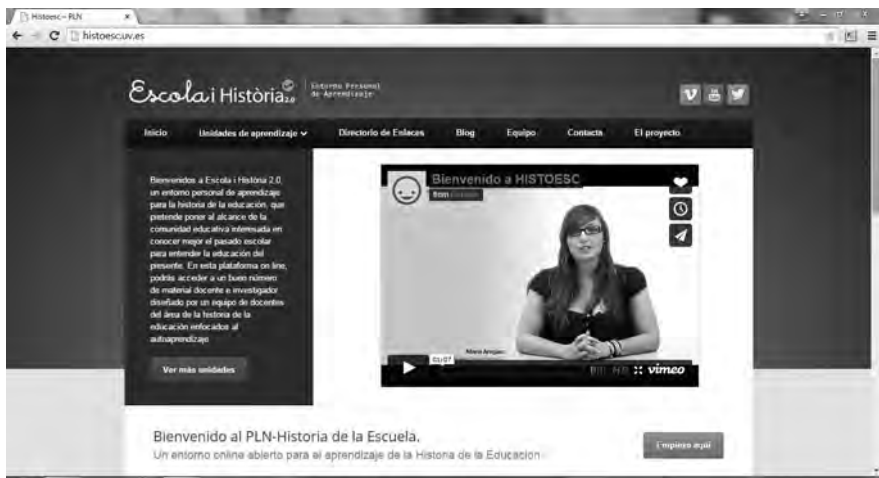 Histoesc – PLN
histoesc.uv.es
Escola i Història 2.0
Entorno Personal
de Aprendizaje
Inicio
Unidades de aprendizaje
Directorio de Enlaces
Blog
Equipo
Contacta
El proyecto
Bienvenidos a Escola i Història 2.0,
un entorno personal de aprendizaje
para la historia de la educación, que
pretende poner al alcance de la
comunidad educativa interesada en
conocer mejor el pasado escolar
para entender la educación del
presente. En esta plataforma on line,
podrás acceder a un buen número
de material docente e investigador
diseñado por un equipo de docentes
del área de la historia de la
educación enfocados al
autoaprendizaje
Ver más unidades
Bienvenido a HISTOESC
from
01:07
vimeo
Bienvenido al PLN-Historia de la Escuela.
Un entorno online abierto para el aprendizaje de la Historia de la Educación
Empieza aquí